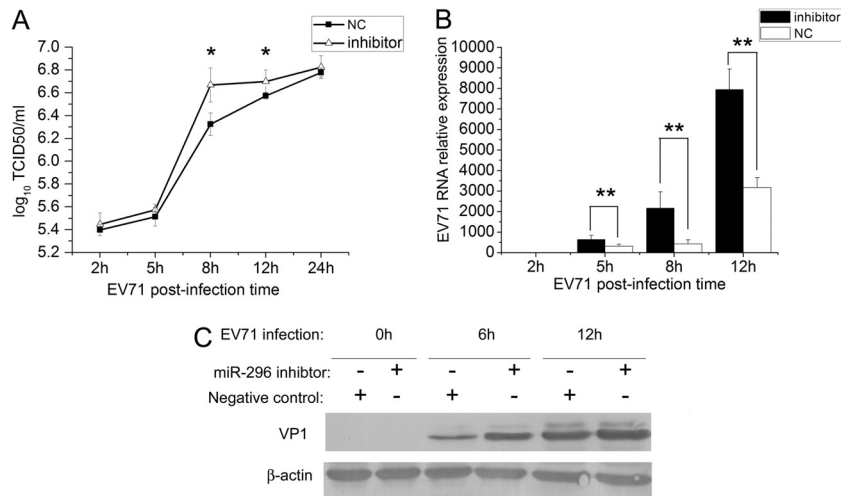 A
NC
inhibitor
7.0
6.8
6.6
6.4
6.2
6.0
5.8
5.6
5.4
5.2
log10 TCID50/ml
* *
2h 5h 8h 12h 24h
EV71 post-infection time
B
inhibitor
NC
10000
9000
8000
7000
6000
5000
4000
3000
2000
1000
0
EV71 RNA relative expression
**
**
**
2h 5h 8h 12h
EV71 post-infection time
C
EV71 infection: 0h 6h 12h
miR-296 inhibtor: - + - + - +
Negative control: + - + - + -
VP1
β-actin